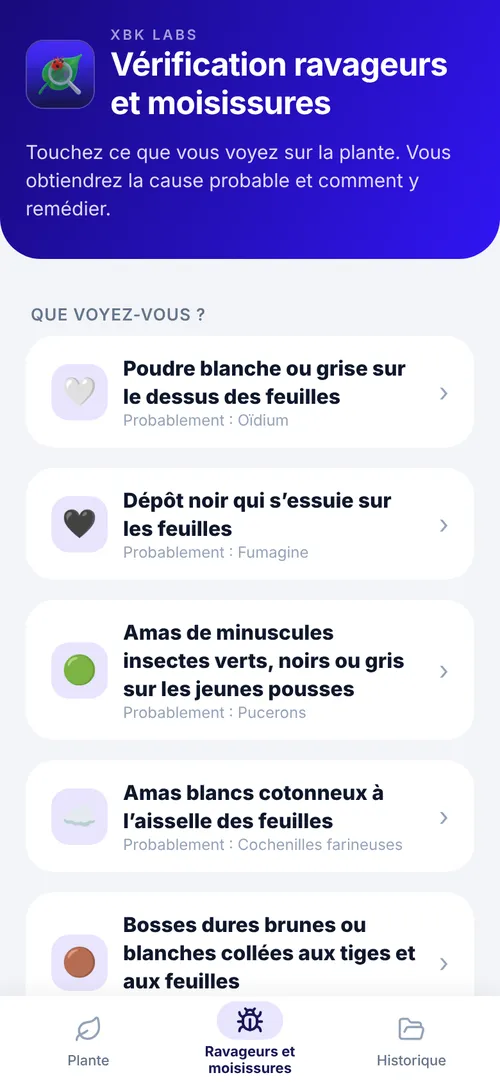 XBK LABS
Vérification ravageurs
et moisissures
Touchez ce que vous voyez sur la plante. Vous
obtiendrez la cause probable et comment y
remédier.
QUE VOYEZ-VOUS ?
Poudre blanche ou grise sur
le dessus des feuilles
Probablement : Oïdium
Dépôt noir qui s’essuie sur
les feuilles
Probablement : Fumagine
Amas de minuscules
insectes verts, noirs ou gris
sur les jeunes pousses
Probablement : Pucerons
Amas blancs cotonneux à
l’aisselle des feuilles
Probablement : Cochenilles farineuses
Bosses dures brunes ou
blanches collées aux tiges et
aux feuilles
Plante
Ravageurs et
moisissures
Historique